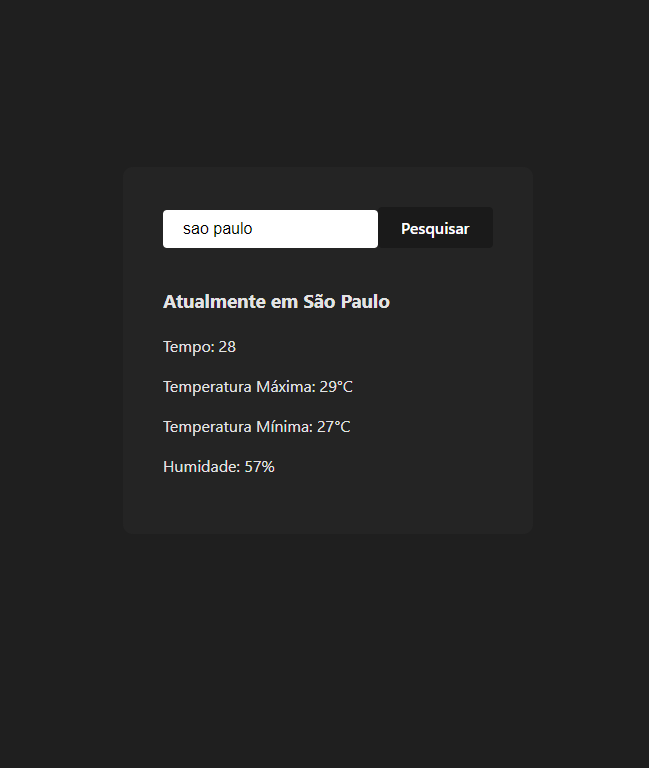 sao paulo Pesquisar
Atualmente em São Paulo
Tempo: 28
Temperatura Máxima: 29°C
Temperatura Mínima: 27°C
Humidade: 57%